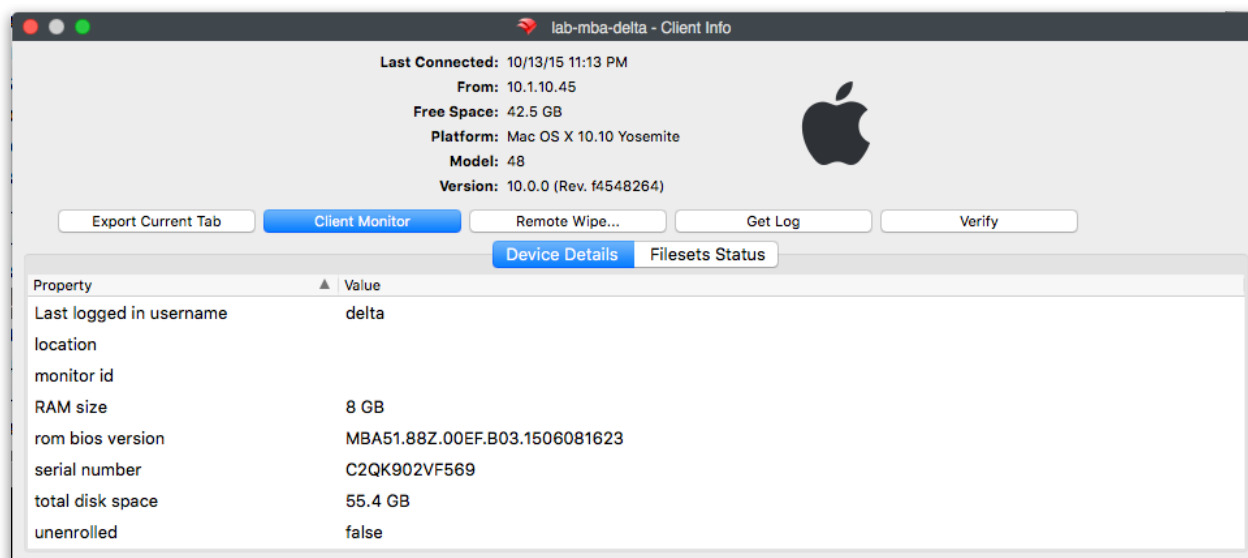 lab-mba-delta - Client Info
Last Connected: 10/13/15 11:13 PM
From: 10.1.10.45
Free Space: 42.5 GB
Platform: Mac OS X 10.10 Yosemite
Model: 48
Version: 10.0.0 (Rev. f4548264)
Export Current Tab Client Monitor Remote Wipe... Get Log Verify
Device Details Filesets Status
Property Value
Last logged in username delta
location
monitor id
RAM size 8 GB
rom bios version MBA51.88Z.00EF.B03.1506081623
serial number C2QK902VF569
total disk space 55.4 GB
unenrolled false